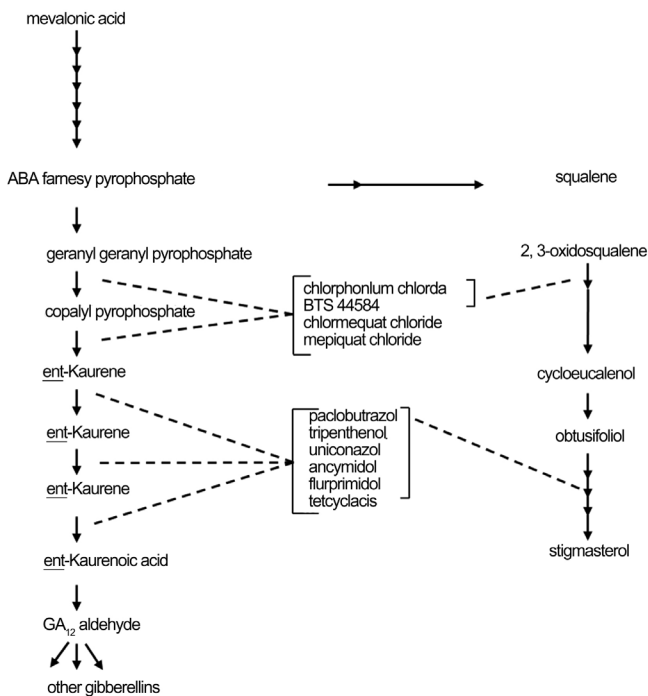 mevalonic acid
ABA farnesy pyrophosphate
squalene
geranyl geranyl pyrophosphate
2, 3-oxidosqualene
chlorphonlum chlorda
BTS 44584
chlormequat chloride
mepiquat chloride
copalyl pyrophosphate
ent-Kaurene
cycloeucalenol
paclobutrazol
tripenthenol
uniconazol
ancymidol
flurprimidol
tetcyclacis
ent-Kaurene
obtusifoliol
ent-Kaurene
ent-Kaurenoic acid
stigmasterol
GA12 aldehyde
other gibberellins